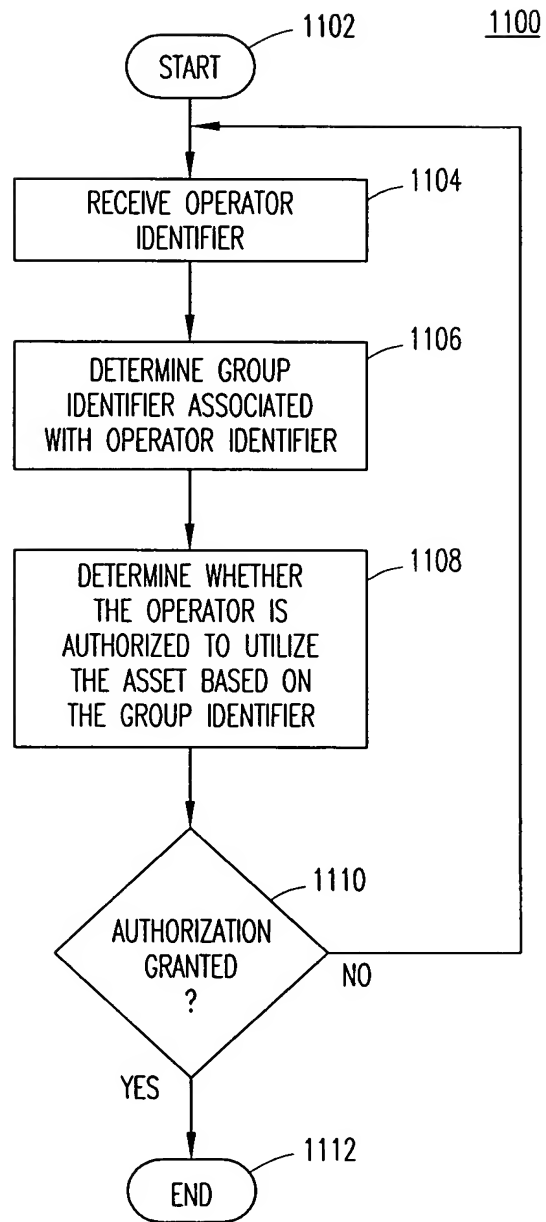 1100
1102
START
1104
RECEIVE OPERATOR
IDENTIFIER
1106
DETERMINE GROUP
IDENTIFIER ASSOCIATED
WITH OPERATOR IDENTIFIER
1108
DETERMINE WHETHER
THE OPERATOR IS
AUTHORIZED TO UTILIZE
THE ASSET BASED ON
THE GROUP IDENTIFIER
1110
AUTHORIZATION
GRANTED
?
NO
YES
1112
END